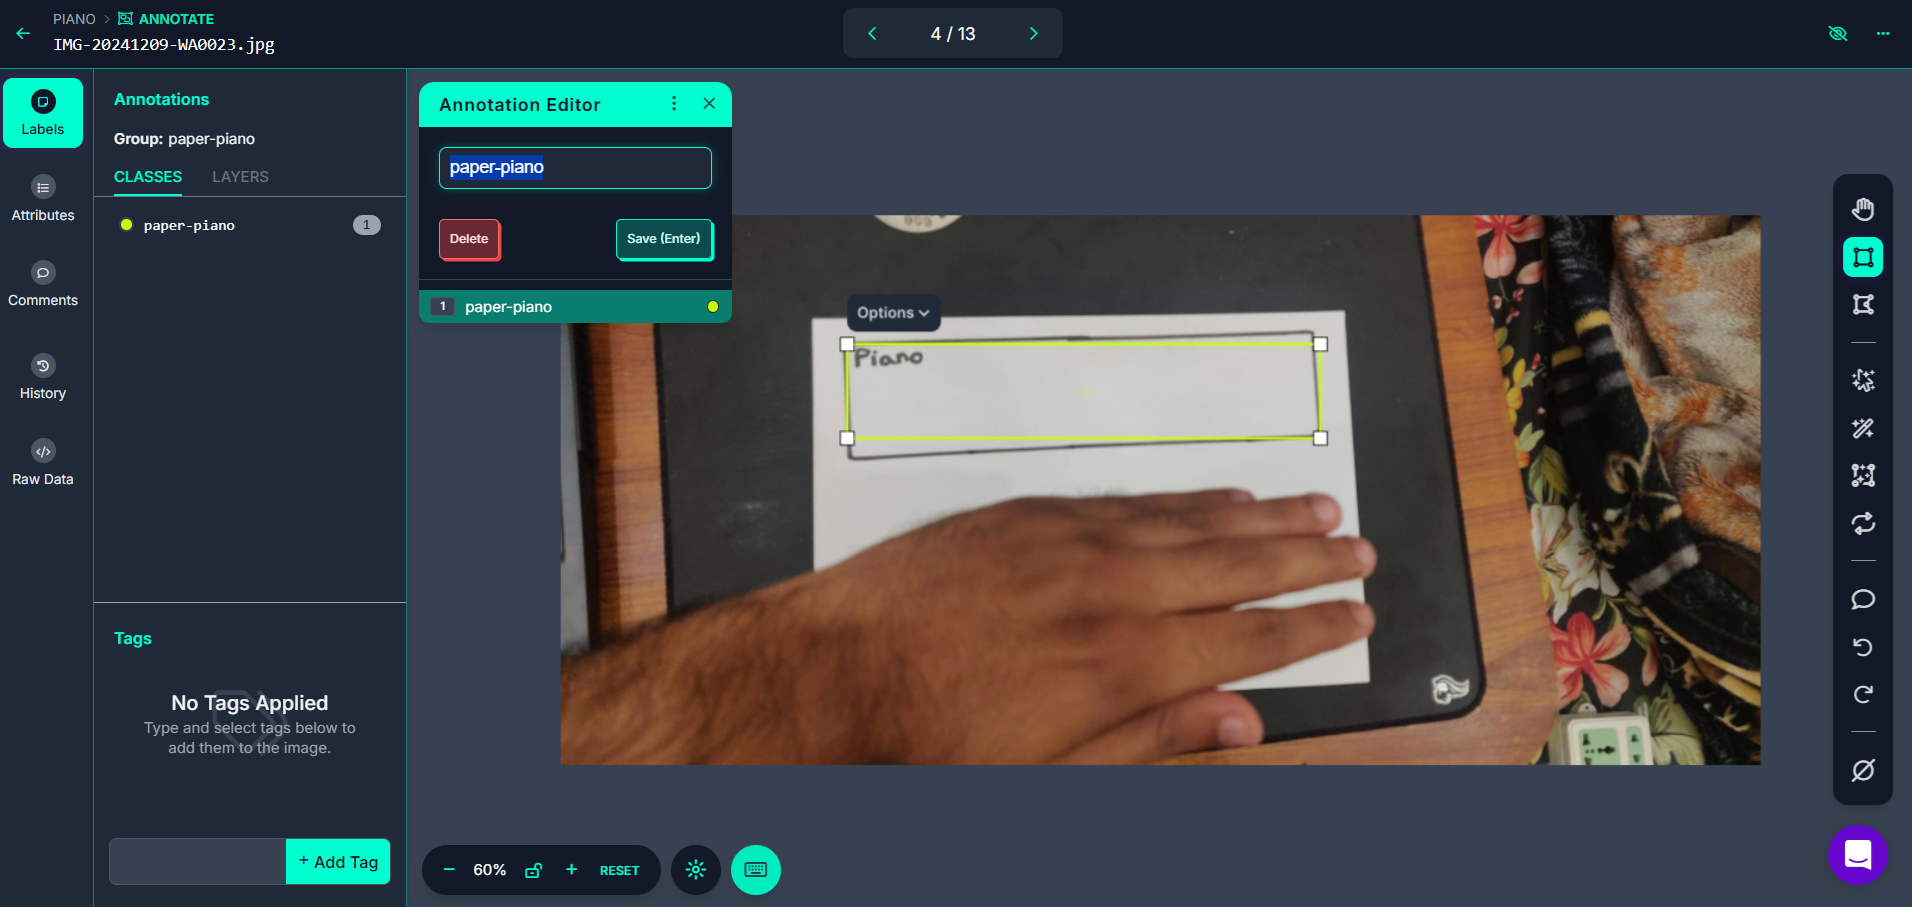 PIANO > ANNOTATE
IMG-20241209-WA0023.jpg
4 / 13
Labels
Attributes
Comments
History
Raw Data
Annotations
Group: paper-piano
CLASSES LAYERS
paper-piano 1
Tags
No Tags Applied
Type and select tags below to
add them to the image.
+ Add Tag
Annotation Editor
paper-piano
Delete Save (Enter)
1 paper-piano
Options
Piano
60% RESET